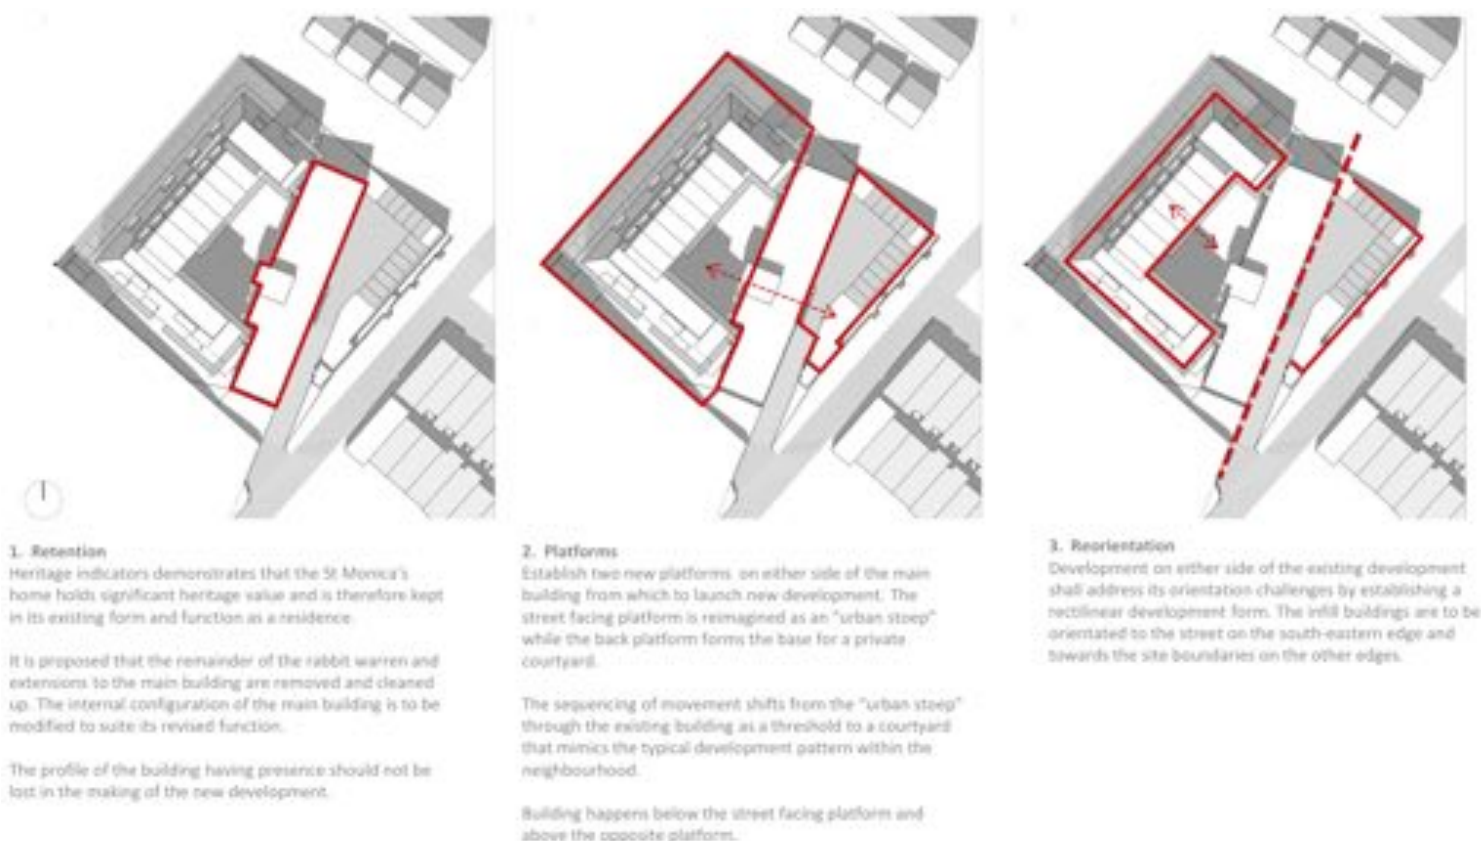 1. Retention
Heritage indicators demonstrates that the St Monica's
home holds significant heritage value and is therefore kept
in its existing form and function as a residence.
It is proposed that the remainder of the rabbit warren and
extensions to the main building are removed and cleaned
up. The internal configuration of the main building is to be
modified to suite its revised function.
The profile of the building having presence should not be
lost in the making of the new development.
2. Platforms
Establish two new platforms on either side of the main
building from which to launch new development. The
street facing platform is reimagined as an "urban stoep"
while the back platform forms the base for a private
courtyard.
The sequencing of movement shifts from the "urban stoep"
through the existing building as a threshold to a courtyard
that mimics the typical development pattern within the
neighbourhood.
Building happens below the street facing platform and
above the opposite platform.
3. Reorientation
Development on either side of the existing development
shall address its orientation challenges by establishing a
rectilinear development form. The infill buildings are to be
orientated to the street on the south-eastern edge and
towards the site boundaries on the other edges.